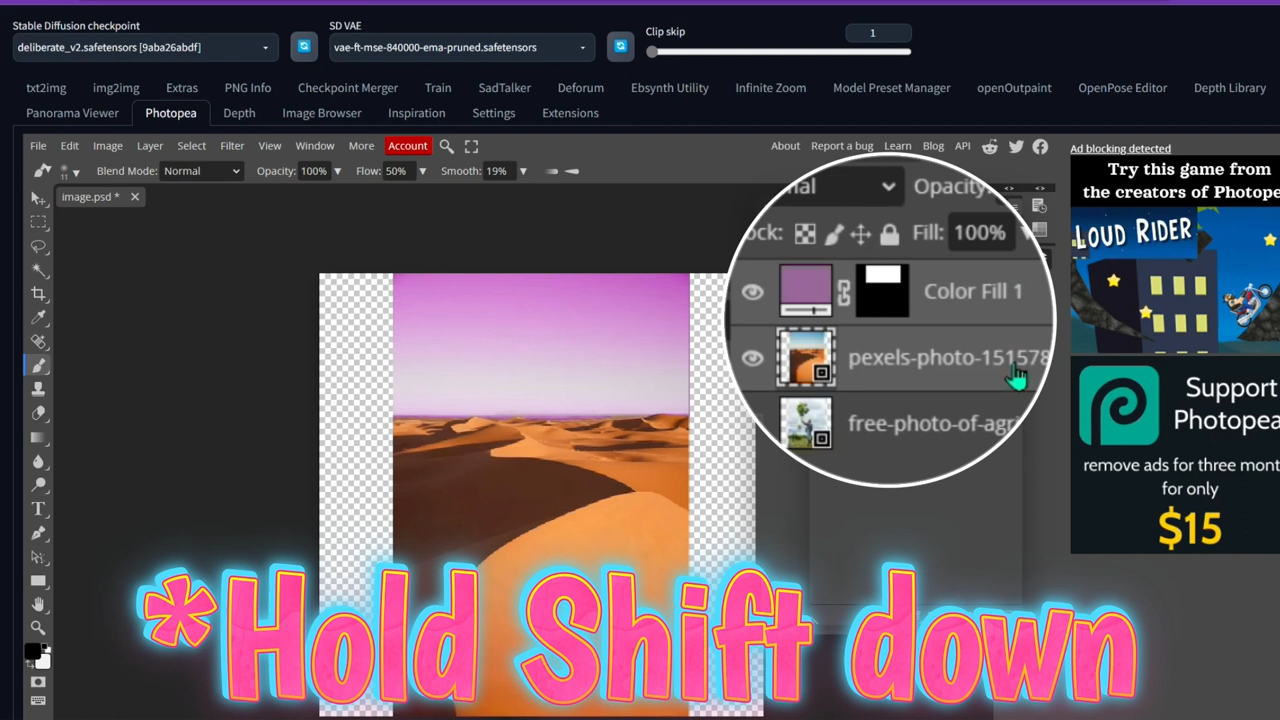 Stable Diffusion checkpoint
SD VAE
Clip skip
1
deliberate_v2.safetensors [9aba26abdf]
vae-ft-mse-840000-ema-pruned.safetensors
txt2img img2img Extras PNG Info Checkpoint Merger Train SadTalker Deforum Ebsynth Utility Infinite Zoom Model Preset Manager openOutpaint OpenPose Editor Depth Library
Panorama Viewer Photopea Depth Image Browser Inspiration Settings Extensions
File Edit Image Layer Select Filter View Window More Account
About Report a bug Learn Blog API
Ad blocking detected
11 Blend Mode: Normal Opacity: 100% Flow: 50% Smooth: 19%
image.psd *
Try this game from
the creators of Photope
LOUD RIDER
nal Opacity:
ock: Fill: 100%
Color Fill 1
pexels-photo-151578
free-photo-of-agri
Support
Photopea
remove ads for three mont
for only
$15
*Hold Shift down